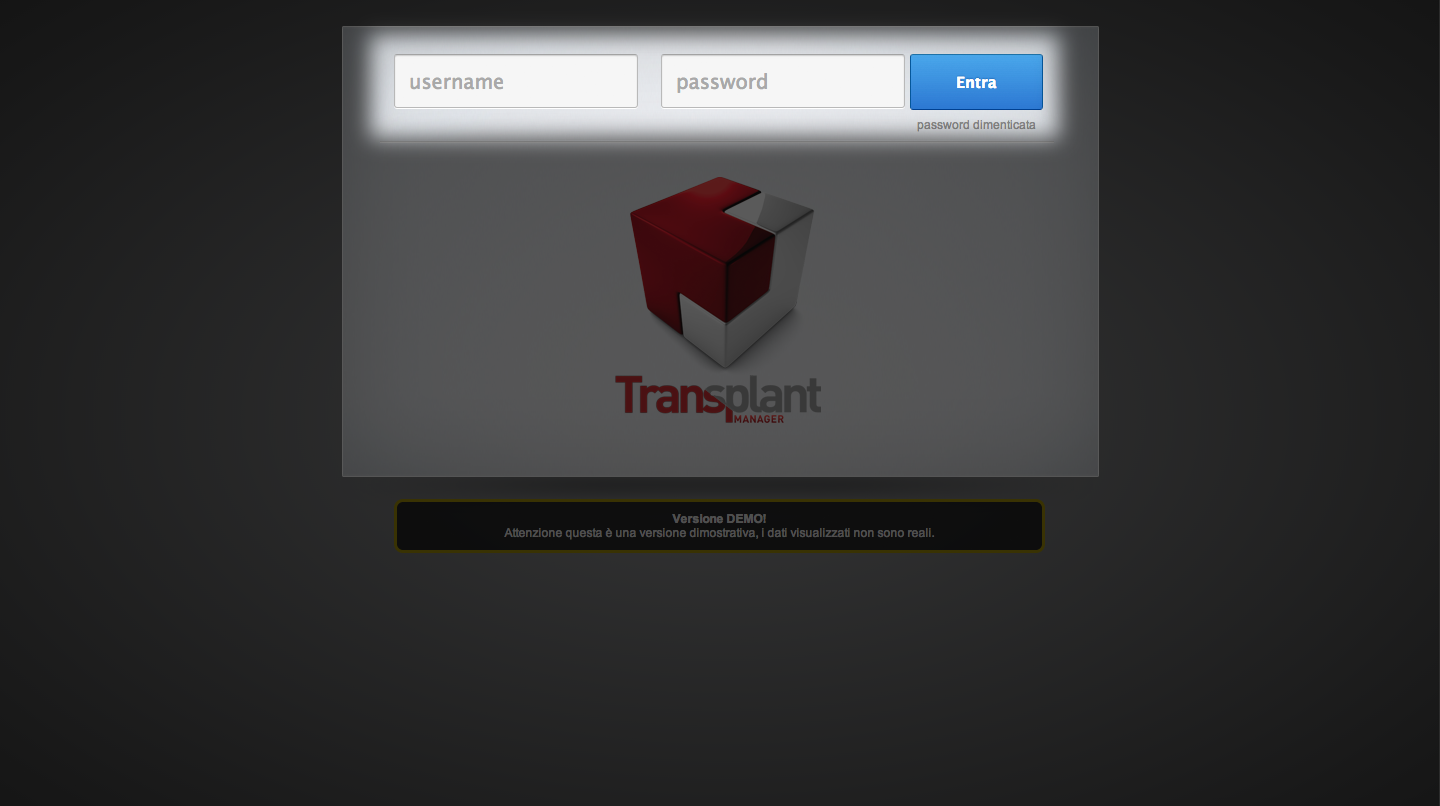 username
password
Entra
password dimenticata
Transplant
MANAGER
Versione DEMO!
Attenzione questa è una versione dimostrativa, i dati visualizzati non sono reali.